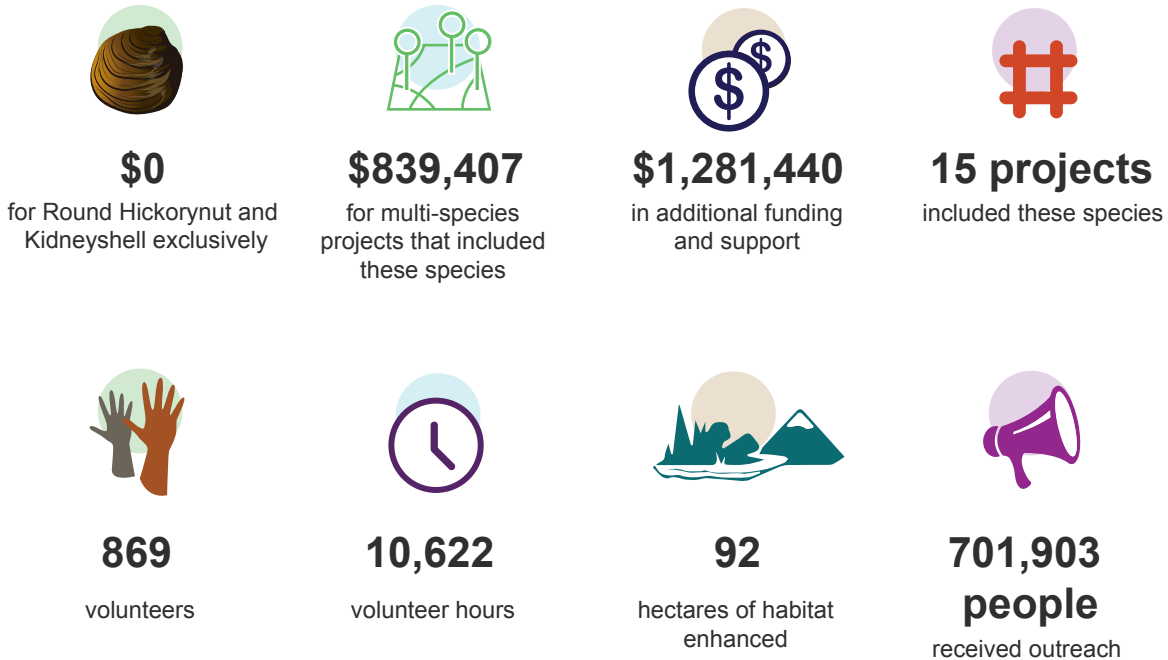 $0
for Round Hickorynut and
Kidneyshell exclusively
$839,407
for multi-species
projects that included
these species
$1,281,440
in additional funding
and support
15 projects
included these species
869
volunteers
10,622
volunteer hours
92
hectares of habitat
enhanced
701,903
people
received outreach